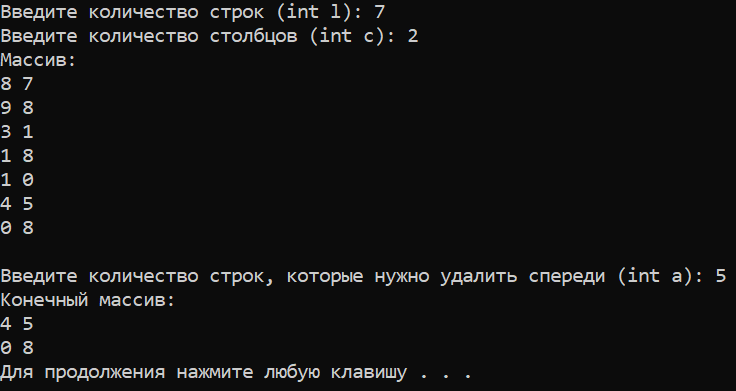 Введите количество строк (int l): 7
Введите количество столбцов (int c): 2
Массив:
8 7
9 8
3 1
1 8
1 0
4 5
0 8
Введите количество строк, которые нужно удалить спереди (int a): 5
Конечный массив:
4 5
0 8
Для продолжения нажмите любую клавишу . . .